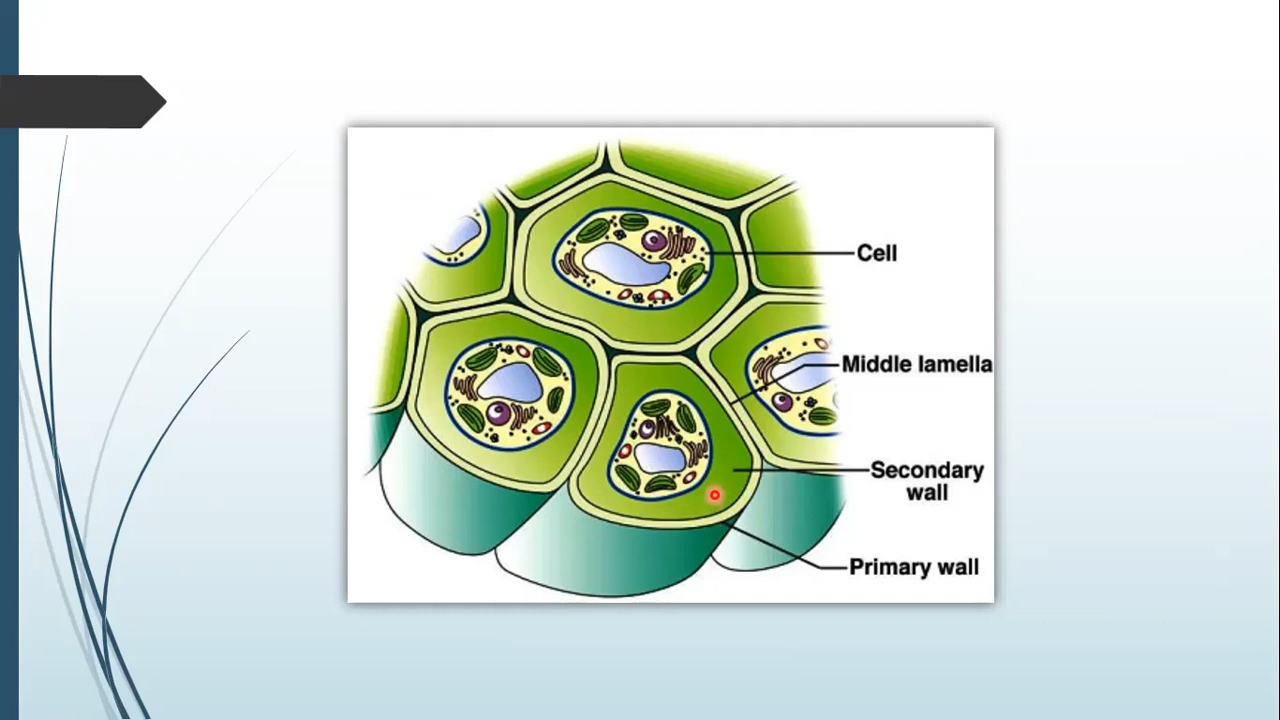 Cell
Middle lamella
Secondary
wall
Primary wall